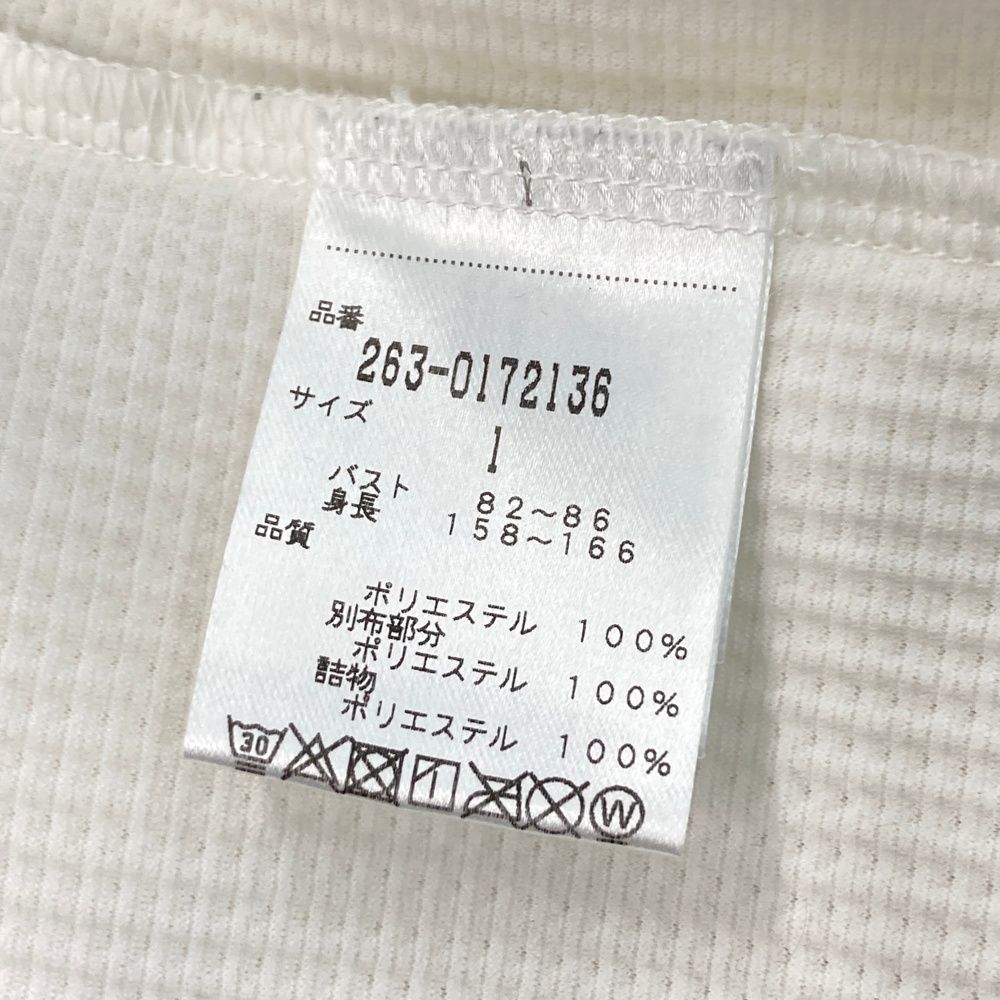 品番
263-0172136
サイズ
1
バスト 82～86
身長 158～166
品質
ポリエステル 100%
別布部分
ポリエステル 100%
詰物
ポリエステル 100%
30
W